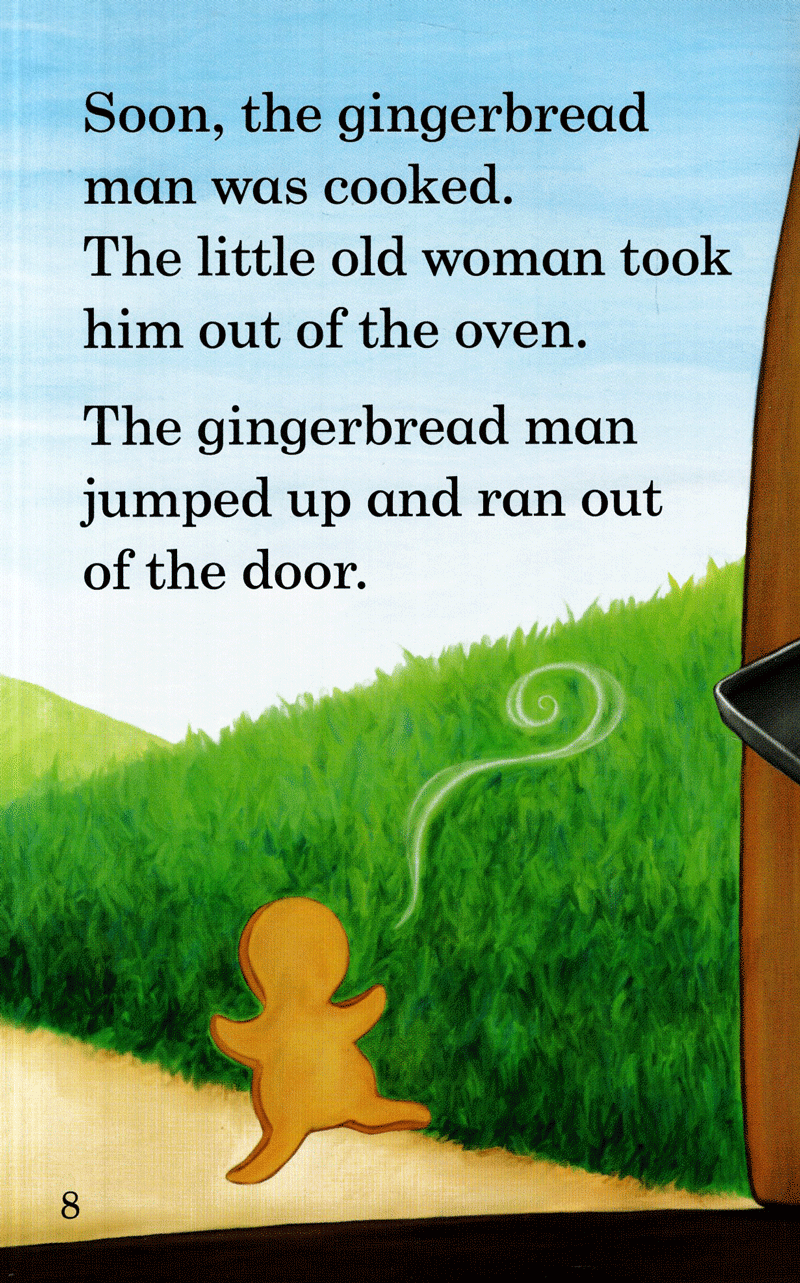 Soon, the gingerbread
man was cooked.
The little old woman took
him out of the oven.
The gingerbread man
jumped up and ran out
of the door.
8